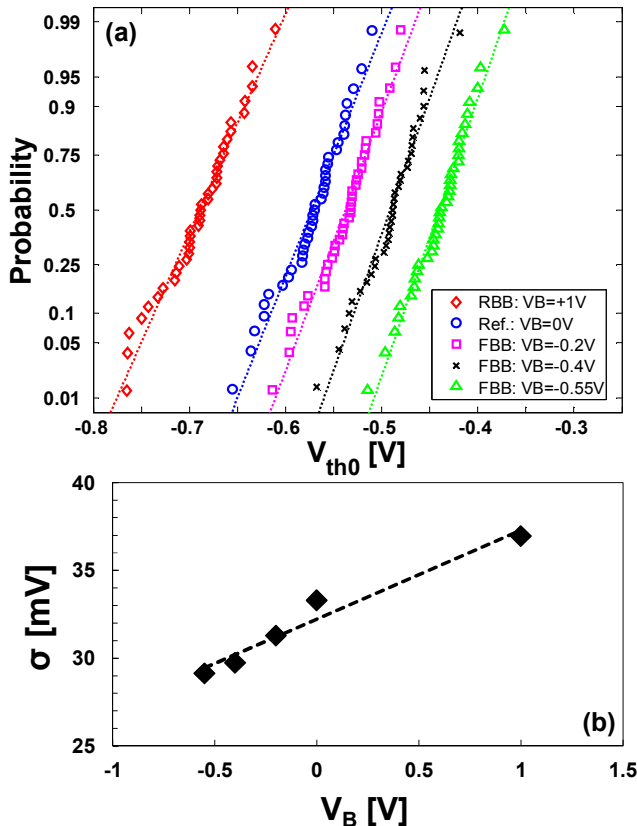 (a)
Probability
0.99
0.95
0.9
0.75
0.5
0.25
0.1
0.05
0.01
RBB: VB=+1V
Ref.: VB=0V
FBB: VB=-0.2V
FBB: VB=-0.4V
FBB: VB=-0.55V
-0.8 -0.7 -0.6 -0.5 -0.4 -0.3
Vth0 [V]
σ [mV]
40
35
30
25
(b)
-1 -0.5 0 0.5 1 1.5
VB [V]